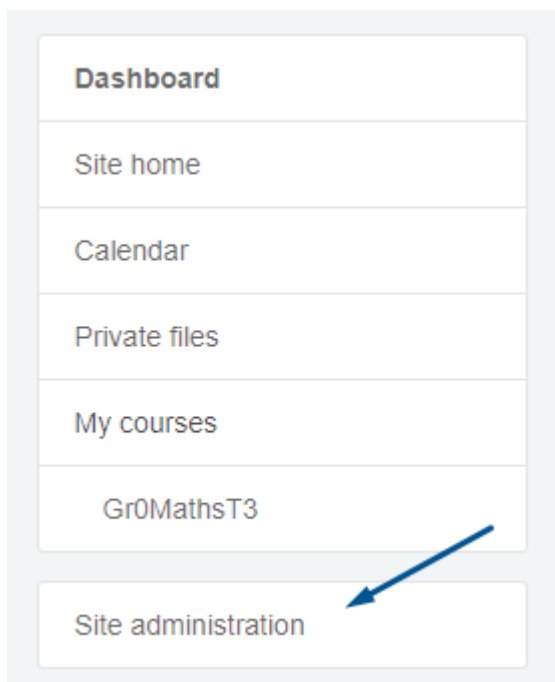 Dashboard
Site home
Calendar
Private files
My courses
Gr0MathsT3
Site administration